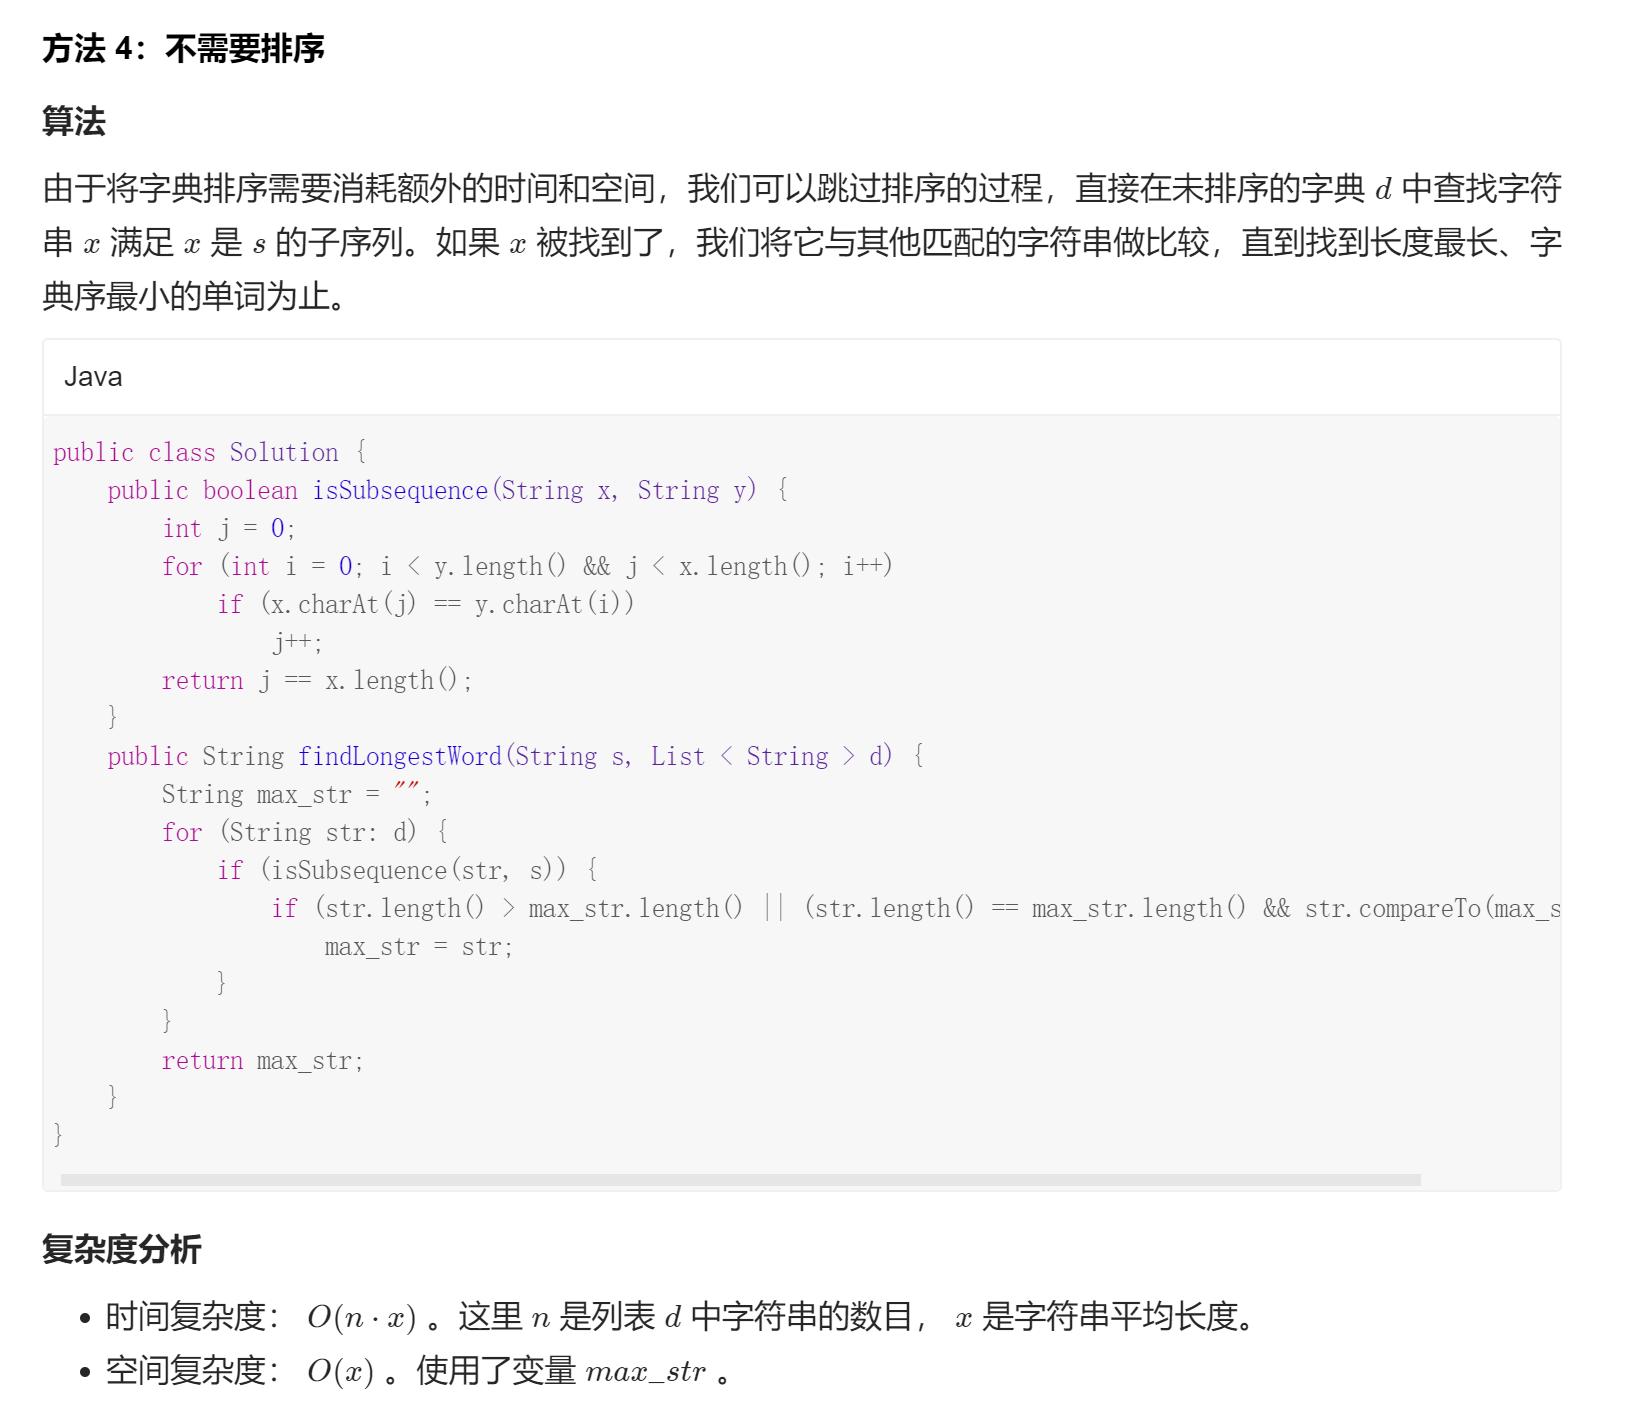 方法 4：不需要排序
算法
由于将字典排序需要消耗额外的时间和空间，我们可以跳过排序的过程，直接在未排序的字典 d 中查找字符
串 x 满足 x 是 s 的子序列。如果 x 被找到了，我们将它与其他匹配的字符串做比较，直到找到长度最长、字
典序最小的单词为止。
Java
public class Solution {
    public boolean isSubsequence(String x, String y) {
        int j = 0;
        for (int i = 0; i < y.length() && j < x.length(); i++)
            if (x.charAt(j) == y.charAt(i))
                j++;
        return j == x.length();
    }
    public String findLongestWord(String s, List < String > d) {
        String max_str = "";
        for (String str: d) {
            if (isSubsequence(str, s)) {
                if (str.length() > max_str.length() || (str.length() == max_str.length() && str.compareTo(max_s
                    max_str = str;
            }
        }
        return max_str;
    }
}
复杂度分析
• 时间复杂度： O(n · x) 。这里 n 是列表 d 中字符串的数目， x 是字符串平均长度。
• 空间复杂度： O(x) 。使用了变量 max_str 。